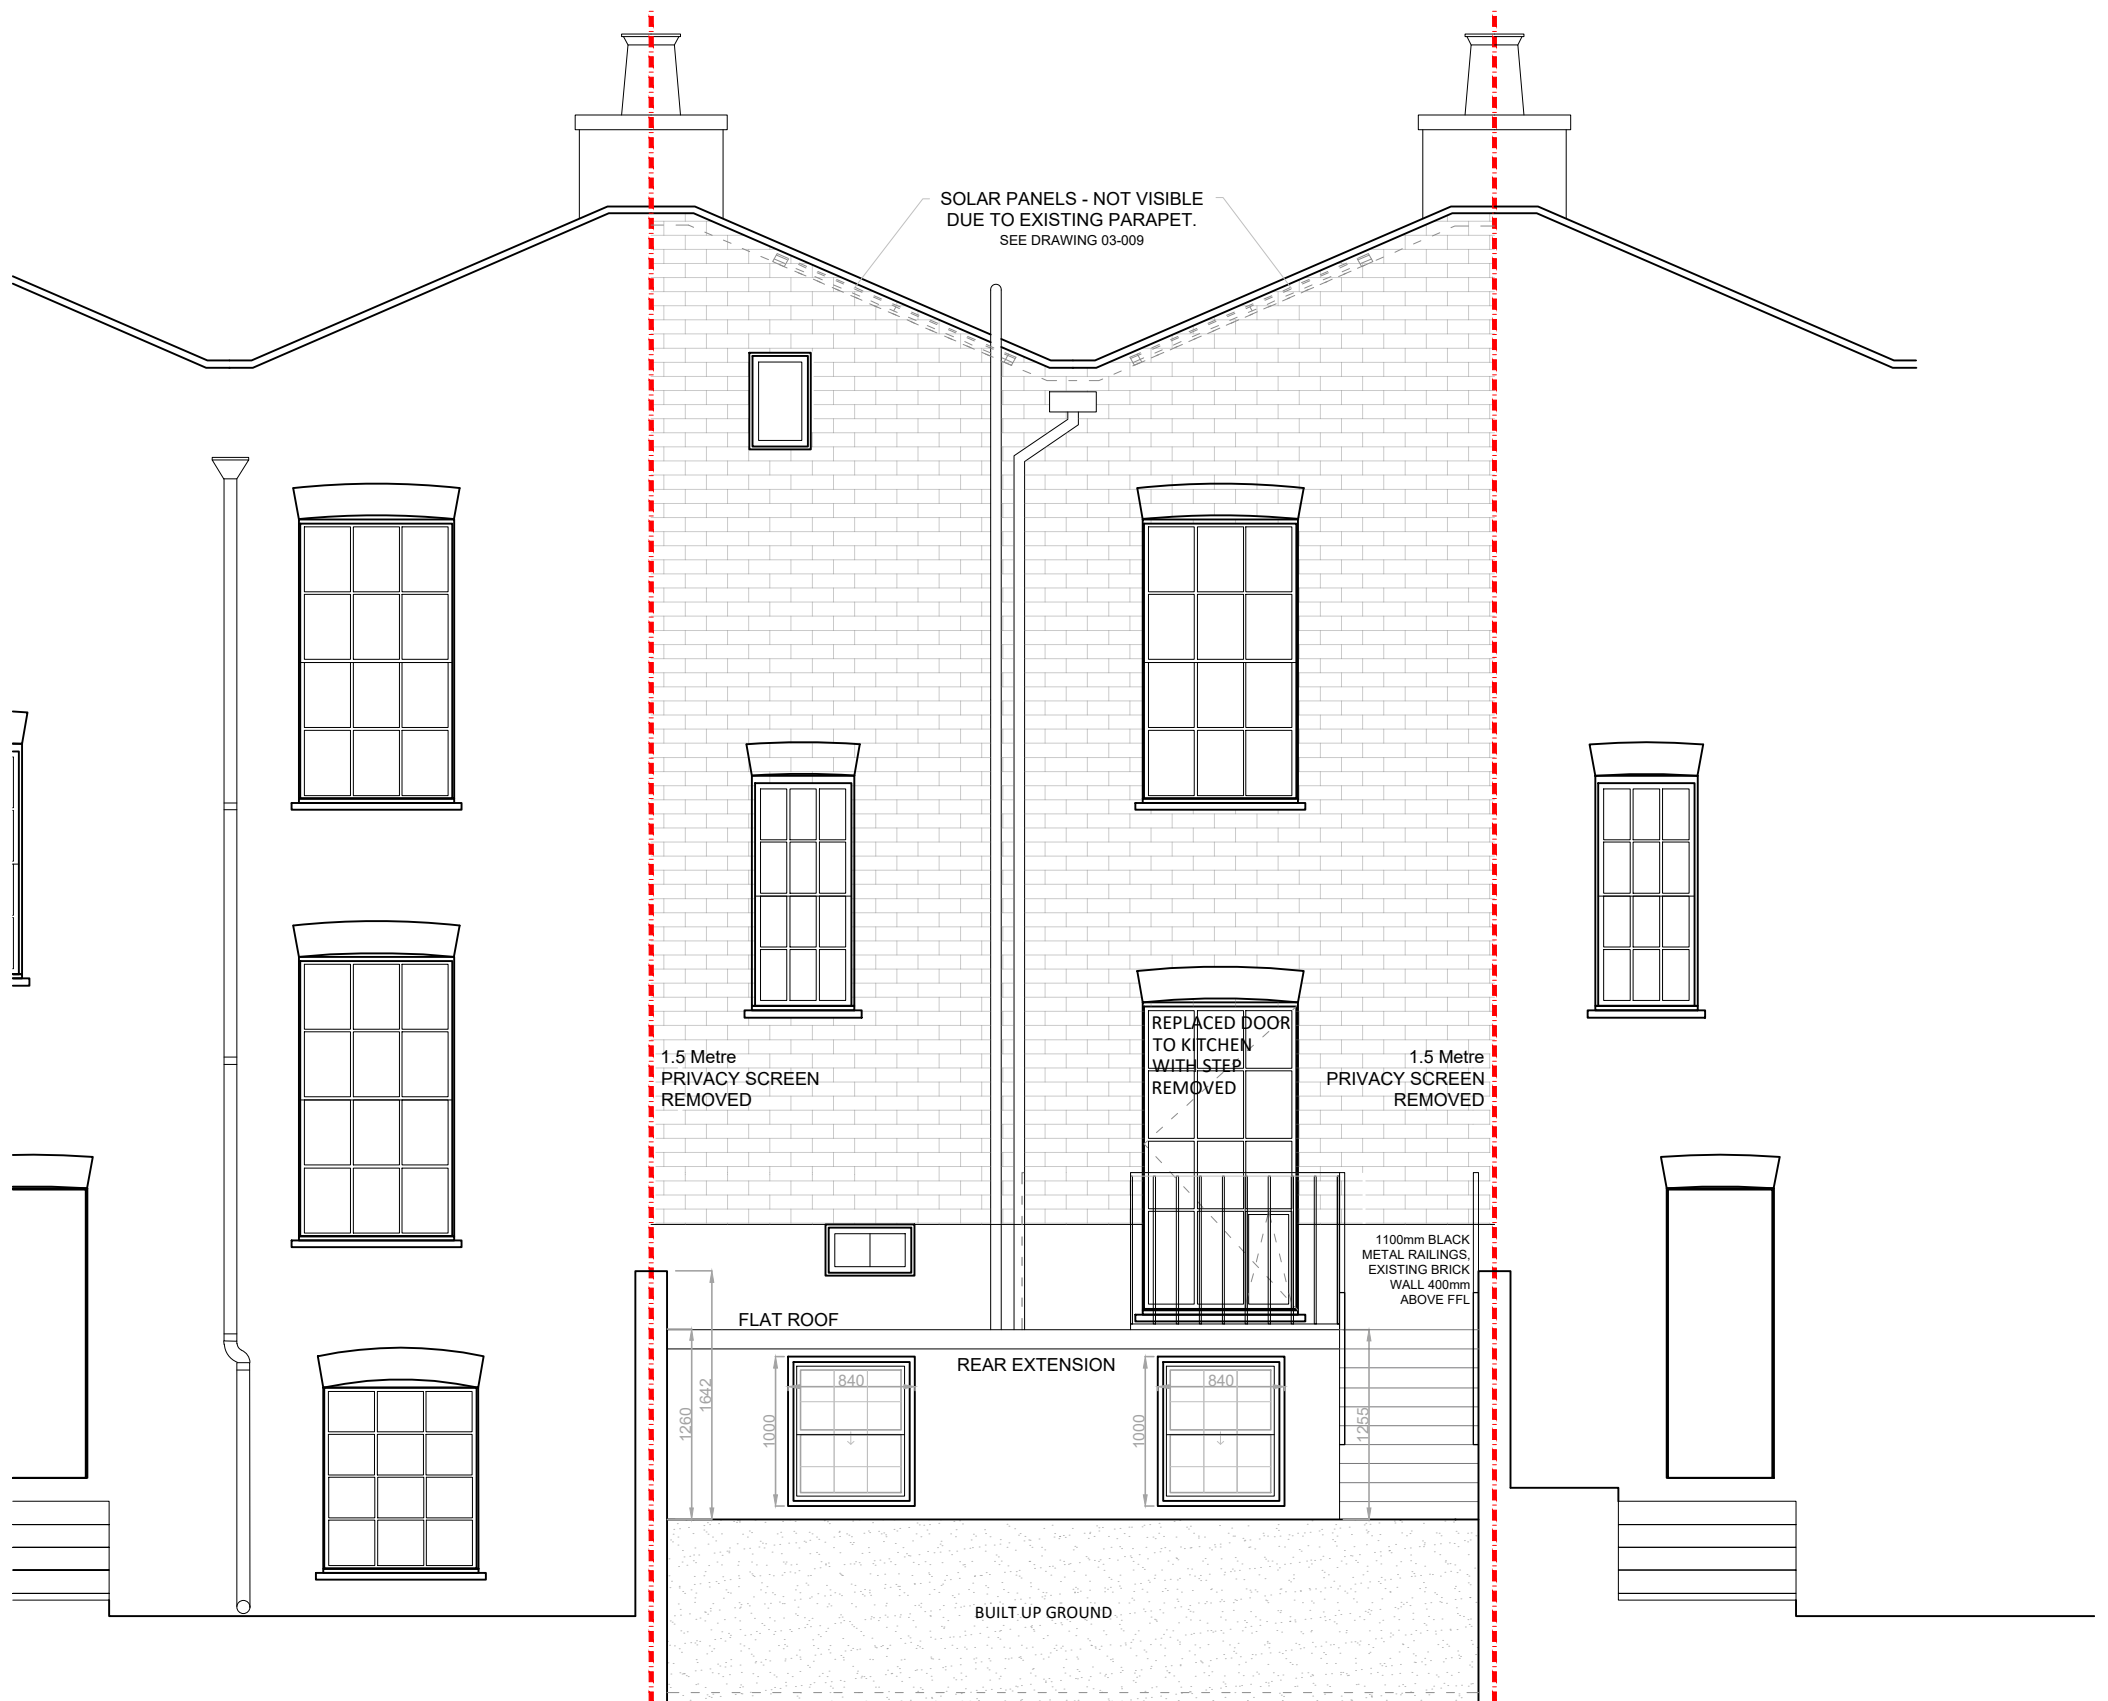 SOLAR PANELS - NOT VISIBLE
DUE TO EXISTING PARAPET.
SEE DRAWING 03-009
REPLACED DOOR
TO KITCHEN
WITH STEP
REMOVED
1.5 Metre
PRIVACY SCREEN
REMOVED
1.5 Metre
PRIVACY SCREEN
REMOVED
1100mm BLACK
METAL RAILINGS,
EXISTING BRICK
WALL 400mm
ABOVE FFL
FLAT ROOF
REAR EXTENSION
1260
1642
1000
840
1000
840
1255
BUILT UP GROUND